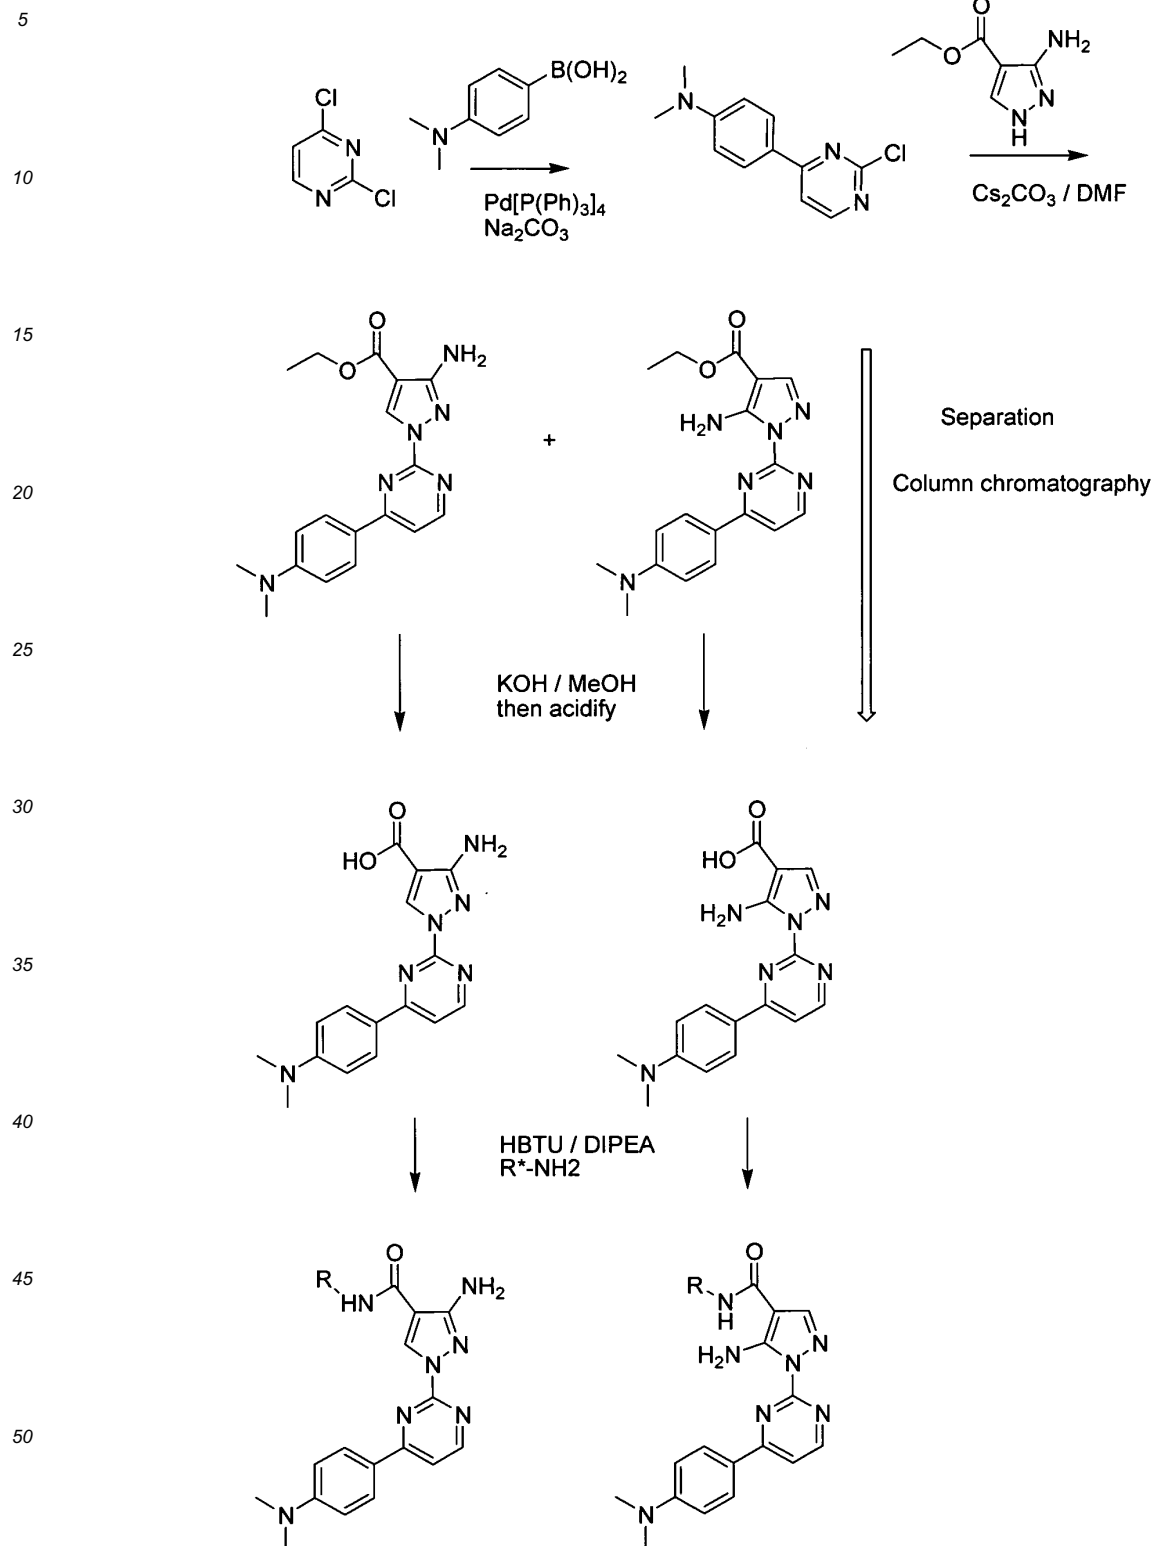 5
O
O
NH2
N
N
H
Cl
N
N
Cl
B(OH)2
N
N
N
Cl
N
10
Pd[P(Ph)3]4
Na2CO3
Cs2CO3 / DMF
15
O
O
NH2
N
N
N
N
N
+
O
O
H2N
N
N
N
N
N
Separation
Column chromatography
20
25
KOH / MeOH
then acidify
30
O
HO
NH2
N
N
N
N
N
O
HO
H2N
N
N
N
N
N
35
40
HBTU / DIPEA
R*-NH2
45
O
R
HN
NH2
N
N
N
N
N
O
R
N
H
H2N
N
N
N
N
N
50